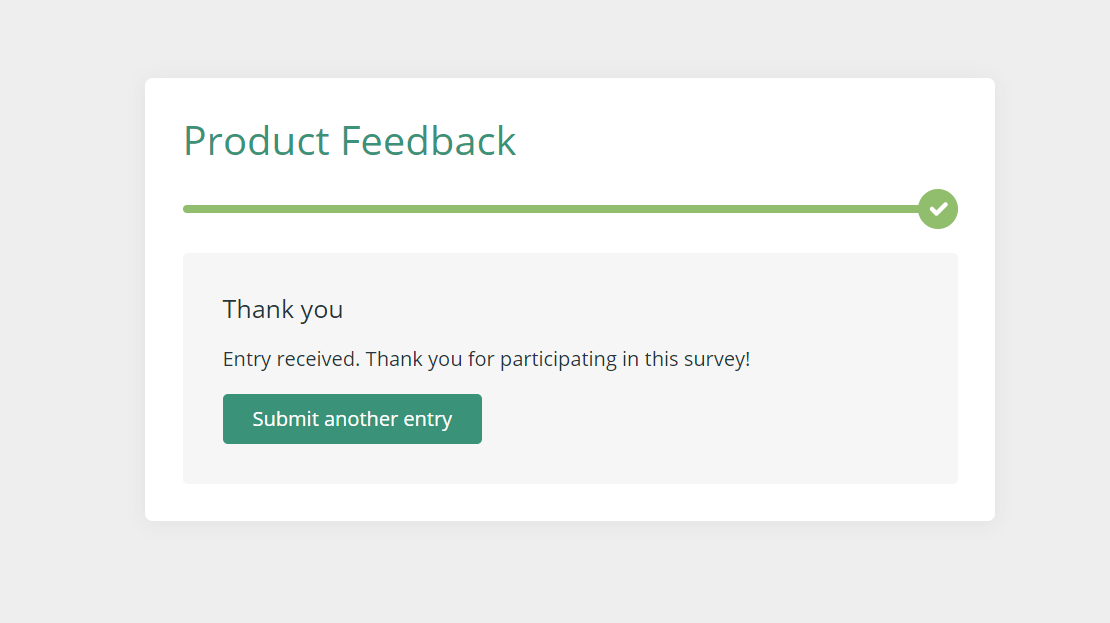 Product Feedback
Thank you
Entry received. Thank you for participating in this survey!
Submit another entry